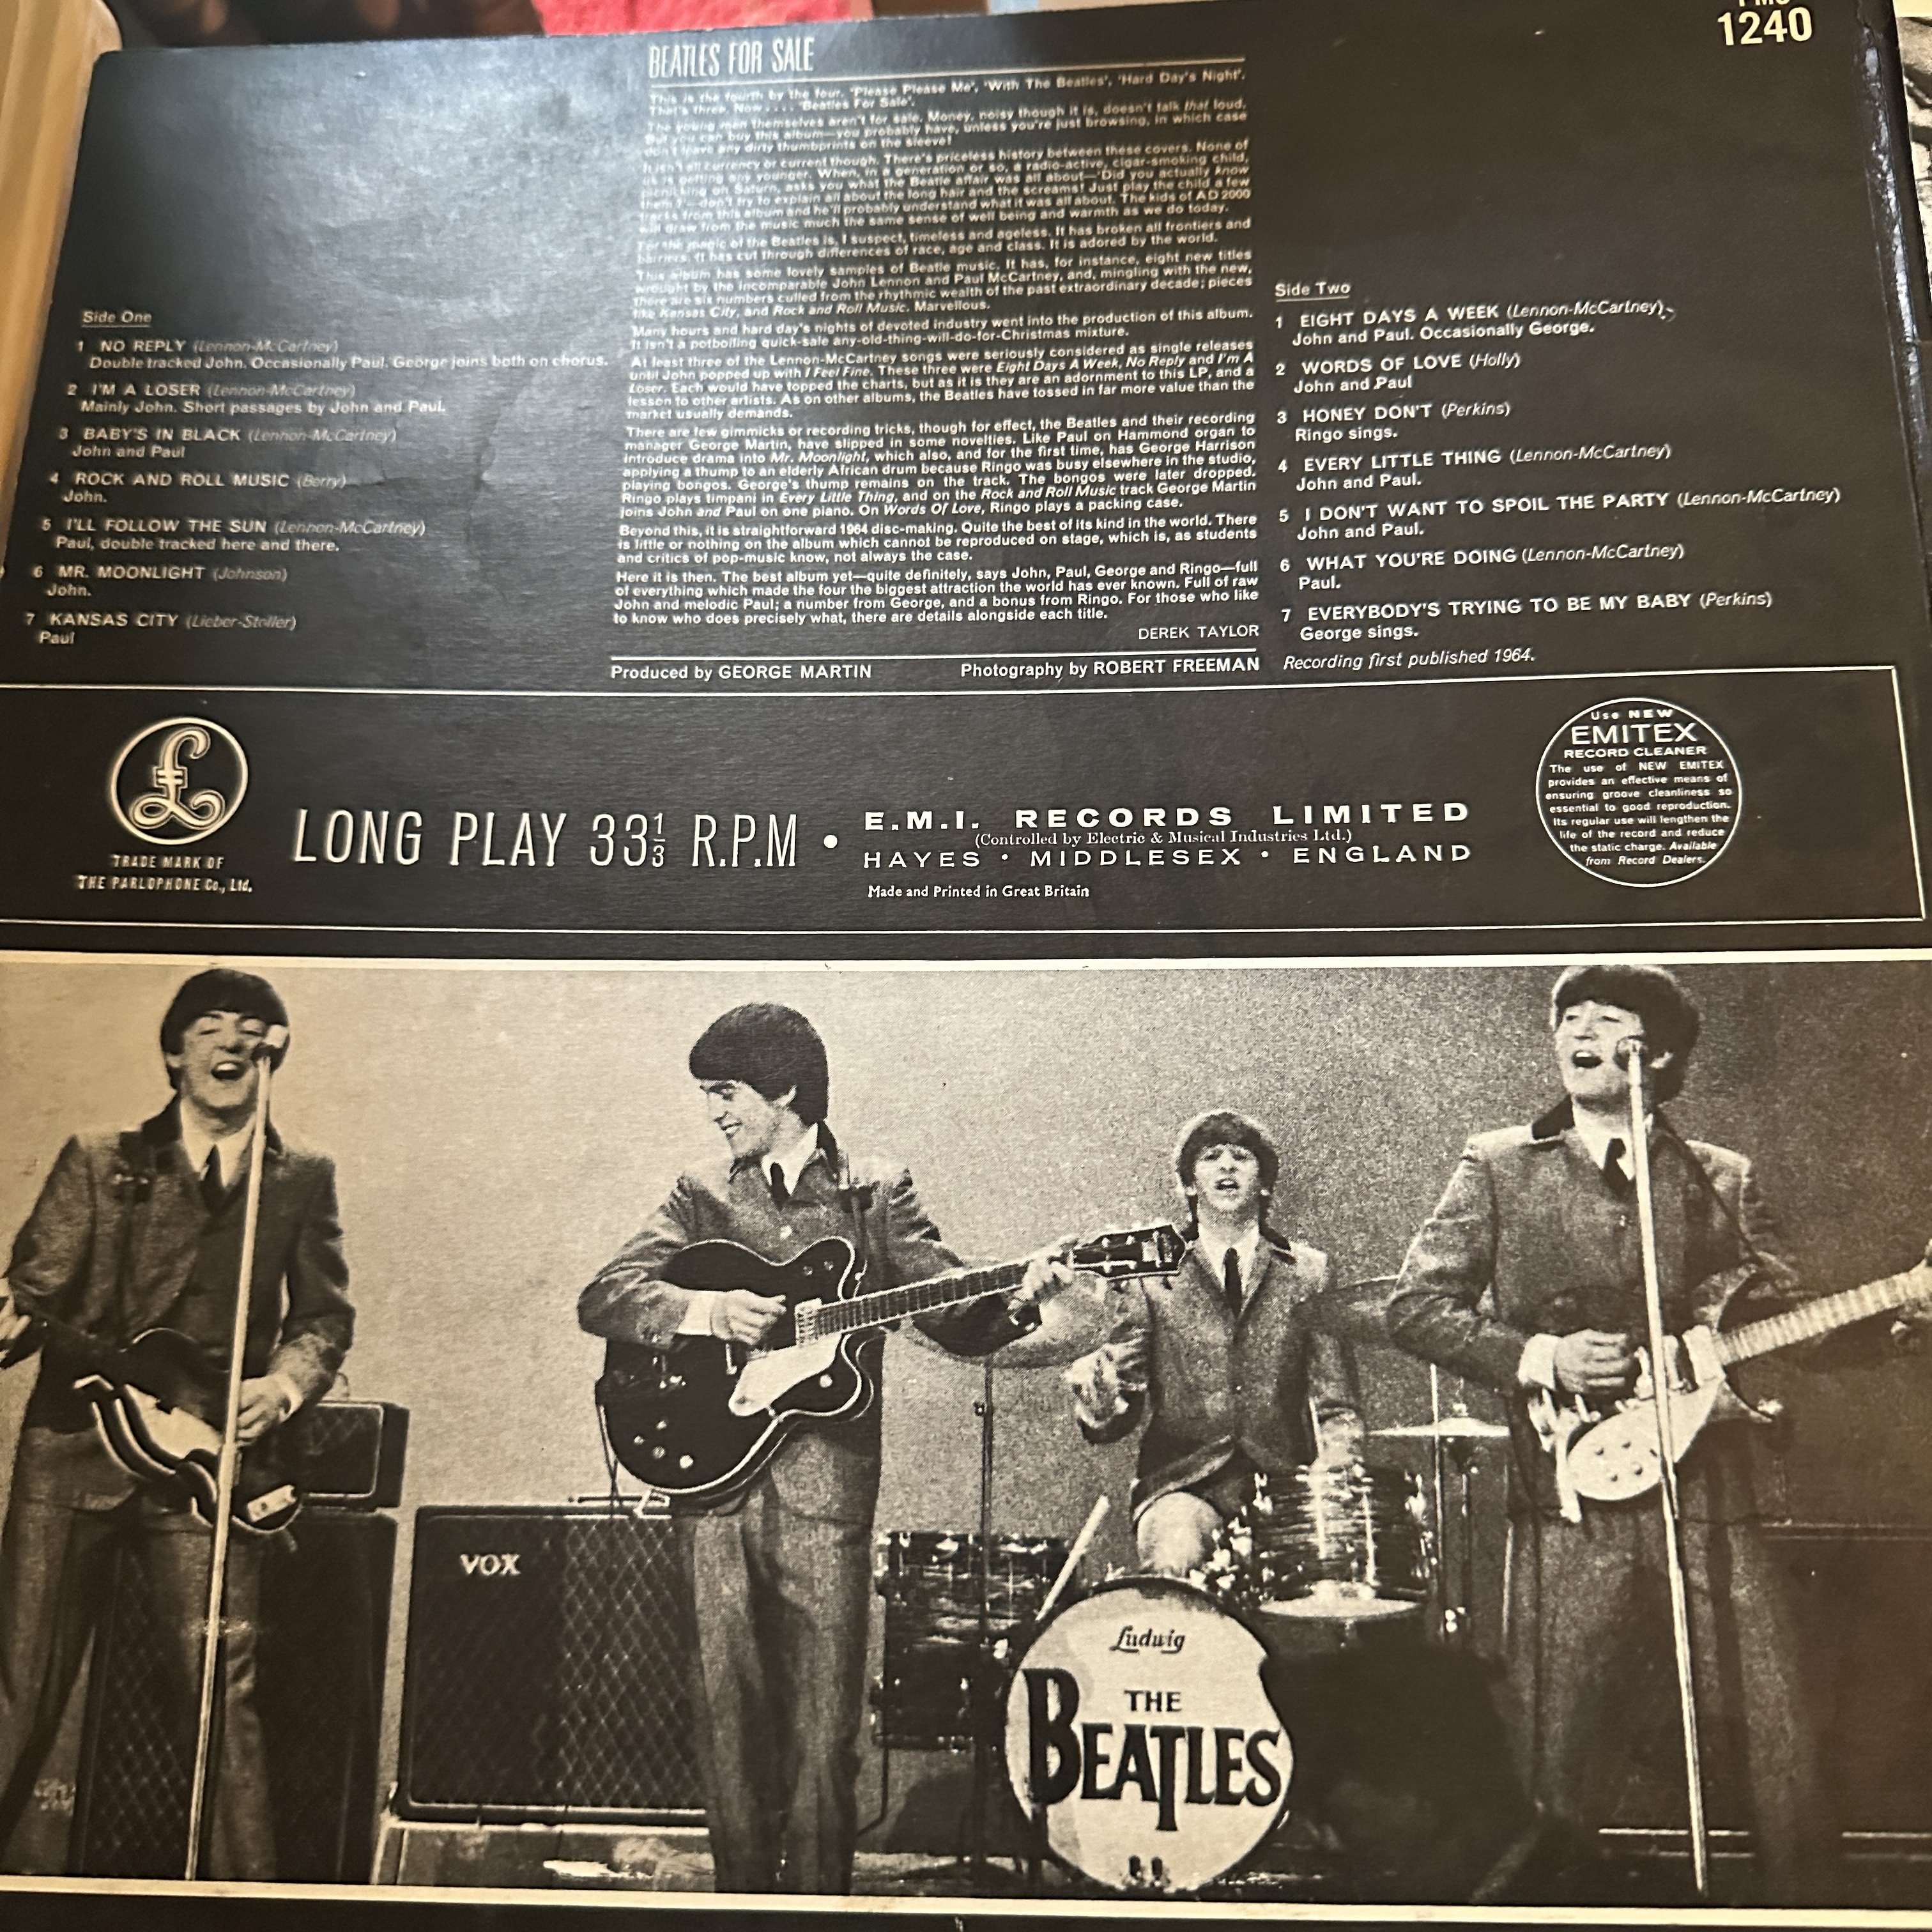 1240
BEATLES FOR SALE
This is the fourth by the four. 'Please Please Me', 'With The Beatles', 'Hard Day's Night'.
That's three. Now.... 'Beatles For Sale'.
The young men themselves aren't for sale. Money, noisy though it is, doesn't talk that loud.
But you can buy this album—you probably have, unless you're just browsing, in which case
don't leave any dirty thumbprints on the sleeve!
It isn't all currency or current though. There's priceless history between these covers. None of
us is getting any younger. When, in a generation or so, a radio-active, cigar-smoking child,
picnicking on Saturn, asks you what the Beatle affair was all about—'Did you actually know
them?'—don't try to explain all about the long hair and the screams! Just play the child a few
tracks from this album and he'll probably understand what it was all about. The kids of AD 2000
will draw from the music much the same sense of well being and warmth as we do today.
For the magic of the Beatles is, I suspect, timeless and ageless. It has broken all frontiers and
barriers. It has cut through differences of race, age and class. It is adored by the world.
This album has some lovely samples of Beatle music. It has, for instance, eight new titles
wrought by the incomparable John Lennon and Paul McCartney, and, mingling with the new,
there are six numbers culled from the rhythmic wealth of the past extraordinary decade; pieces
like Kansas City, and Rock and Roll Music. Marvellous.
Many hours and hard day's nights of devoted industry went into the production of this album.
It isn't a potboiling quick-sale any-old-thing-will-do-for-Christmas mixture.
At least three of the Lennon-McCartney songs were seriously considered as single releases
until John popped up with I Feel Fine. These three were Eight Days A Week, No Reply and I'm A
Loser. Each would have topped the charts, but as it is they are an adornment to this LP, and a
lesson to other artists. As on other albums, the Beatles have tossed in far more value than the
market usually demands.
There are few gimmicks or recording tricks, though for effect, the Beatles and their recording
manager George Martin, have slipped in some novelties. Like Paul on Hammond organ to
introduce drama into Mr. Moonlight, which also, and for the first time, has George Harrison
applying a thump to an elderly African drum because Ringo was busy elsewhere in the studio,
playing bongos. George's thump remains on the track. The bongos were later dropped.
Ringo plays timpani in Every Little Thing, and on the Rock and Roll Music track George Martin
joins John and Paul on one piano. On Words Of Love, Ringo plays a packing case.
Beyond this, it is straightforward 1964 disc-making. Quite the best of its kind in the world. There
is little or nothing on the album which cannot be reproduced on stage, which is, as students
and critics of pop-music know, not always the case.
Here it is then. The best album yet—quite definitely, says John, Paul, George and Ringo—full
of everything which made the four the biggest attraction the world has ever known. Full of raw
John and melodic Paul; a number from George, and a bonus from Ringo. For those who like
to know who does precisely what, there are details alongside each title.
DEREK TAYLOR
Produced by GEORGE MARTIN Photography by ROBERT FREEMAN
Side One
1 NO REPLY (Lennon-McCartney)
Double tracked John. Occasionally Paul. George joins both on chorus.
2 I'M A LOSER (Lennon-McCartney)
Mainly John. Short passages by John and Paul.
3 BABY'S IN BLACK (Lennon-McCartney)
John and Paul
4 ROCK AND ROLL MUSIC (Berry)
John.
5 I'LL FOLLOW THE SUN (Lennon-McCartney)
Paul, double tracked here and there.
6 MR. MOONLIGHT (Johnson)
John.
7 KANSAS CITY (Lieber-Stoller)
Paul
Side Two
1 EIGHT DAYS A WEEK (Lennon-McCartney)
John and Paul. Occasionally George.
2 WORDS OF LOVE (Holly)
John and Paul
3 HONEY DON'T (Perkins)
Ringo sings.
4 EVERY LITTLE THING (Lennon-McCartney)
John and Paul.
5 I DON'T WANT TO SPOIL THE PARTY (Lennon-McCartney)
John and Paul.
6 WHAT YOU'RE DOING (Lennon-McCartney)
Paul.
7 EVERYBODY'S TRYING TO BE MY BABY (Perkins)
George sings.
Recording first published 1964.
£
TRADE MARK OF
THE PARLOPHONE Co., Ltd.
LONG PLAY 33⅓ R.P.M •
E.M.I. RECORDS LIMITED
(Controlled by Electric & Musical Industries Ltd.)
HAYES • MIDDLESEX • ENGLAND
Made and Printed in Great Britain
Use NEW
EMITEX
RECORD CLEANER
The use of NEW EMITEX
provides an effective means of
ensuring groove cleanliness so
essential to good reproduction.
Its regular use will lengthen the
life of the record and reduce
the static charge. Available
from Record Dealers.
VOX
Ludwig
THE
BEATLES